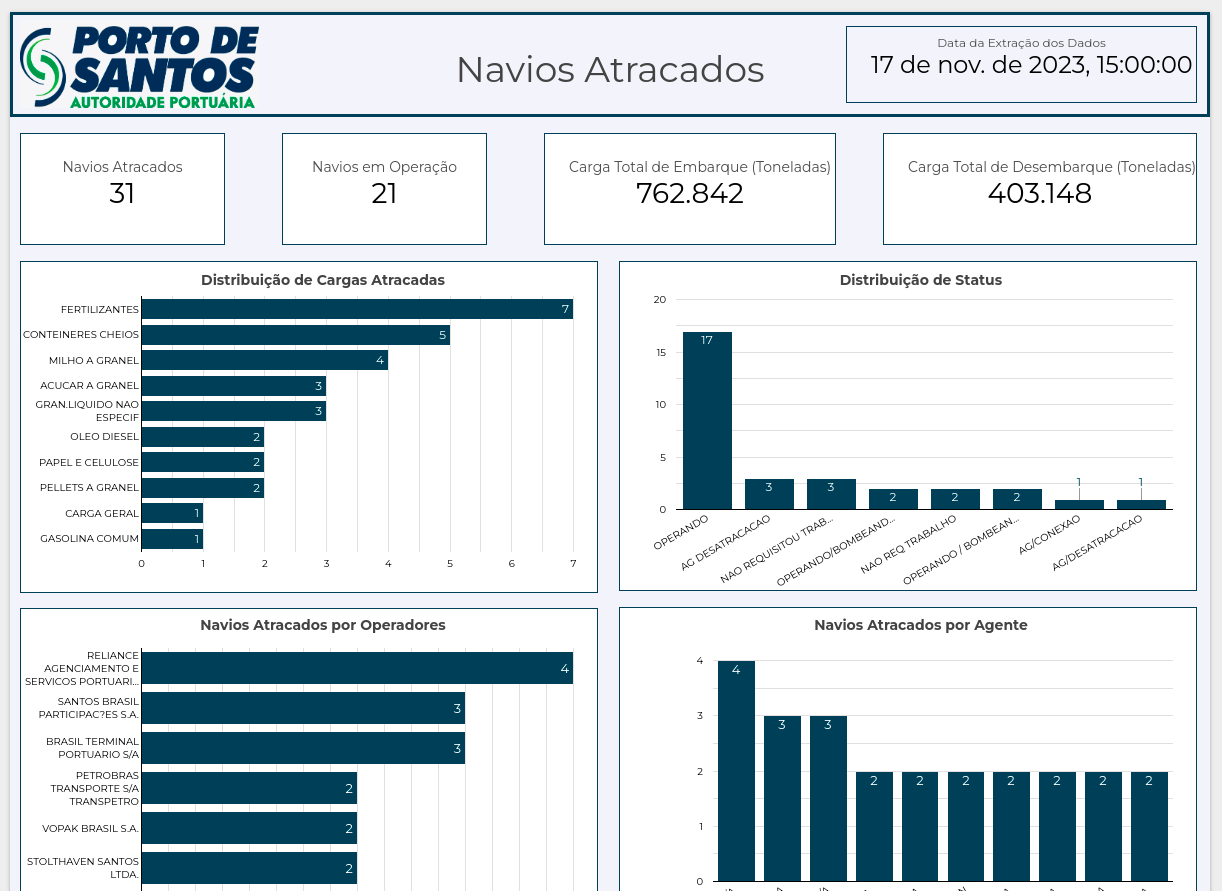 PORTO DE
SANTOS
AUTORIDADE PORTUÁRIA
Navios Atracados
Data da Extração dos Dados
17 de nov. de 2023, 15:00:00
Navios Atracados
31
Navios em Operação
21
Carga Total de Embarque (Toneladas)
762.842
Carga Total de Desembarque (Toneladas)
403.148
Distribuição de Cargas Atracadas
FERTILIZANTES
7
CONTEINERES CHEIOS
5
MILHO A GRANEL
4
ACUCAR A GRANEL
3
GRAN.LIQUIDO NAO
ESPECIF
3
OLEO DIESEL
2
PAPEL E CELULOSE
2
PELLETS A GRANEL
2
CARGA GERAL
1
GASOLINA COMUM
1
0 1 2 3 4 5 6 7
Distribuição de Status
20
15
10
5
0
17
3
3
2
2
2
1
1
OPERANDO
AG DESATRACACAO
NAO REQUISITOU TRAB...
OPERANDO/BOMBEAND...
NAO REQ TRABALHO
OPERANDO / BOMBEAN...
AG/CONEXAO
AG/DESATRACACAO
Navios Atracados por Operadores
RELIANCE
AGENCIAMENTO E
SERVICOS PORTUARI...
4
SANTOS BRASIL
PARTICIPAC?ES S.A.
3
BRASIL TERMINAL
PORTUARIO S/A
3
PETROBRAS
TRANSPORTE S/A
TRANSPETRO
2
VOPAK BRASIL S.A.
2
STOLTHAVEN SANTOS
LTDA.
2
Navios Atracados por Agente
4
3
2
1
0
4
3
3
2
2
2
2
2
2
2